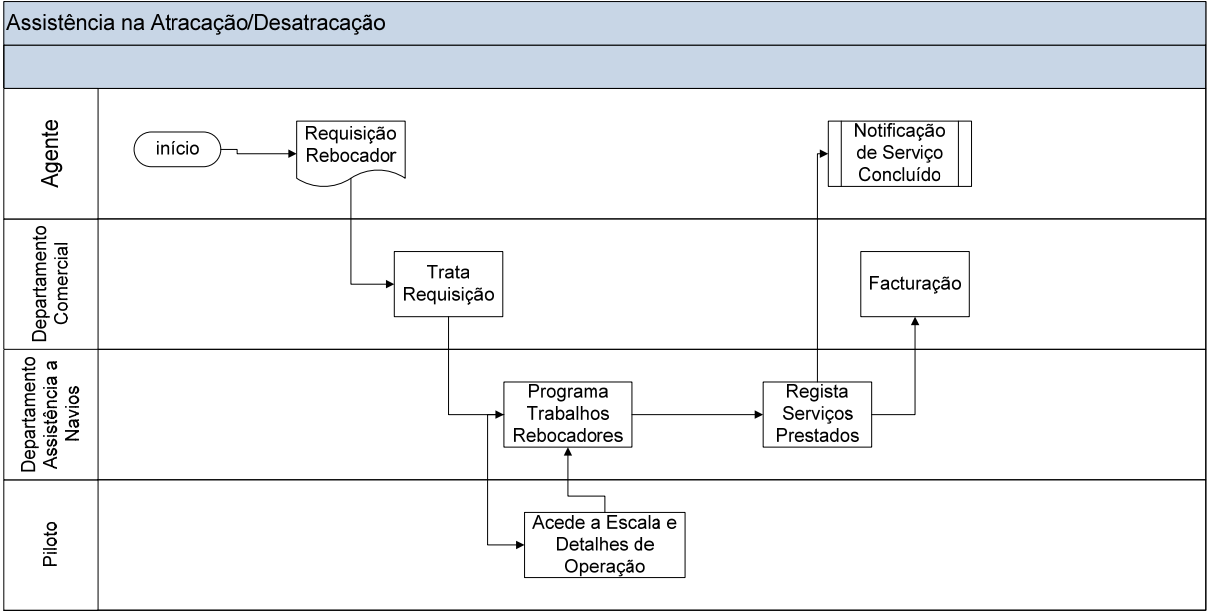 Assistência na Atracação/Desatracação
Agente
início
Requisição
Rebocador
Notificação
de Serviço
Concluído
Departamento
Comercial
Trata
Requisição
Facturação
Departamento
Assistência a
Navios
Programa
Trabalhos
Rebocadores
Regista
Serviços
Prestados
Piloto
Acede a Escala e
Detalhes de
Operação